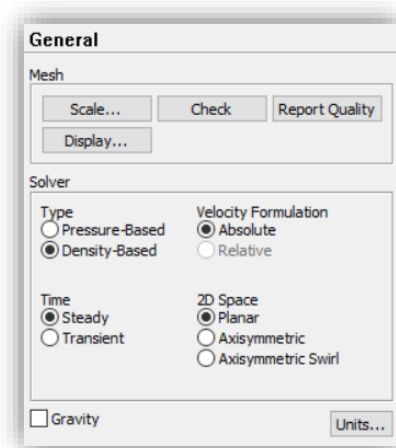 General
Mesh
Scale... Check Report Quality
Display...
Solver
Type Velocity Formulation
Pressure-Based Absolute
Density-Based Relative
Time 2D Space
Steady Planar
Transient Axisymmetric
Axisymmetric Swirl
Gravity Units...